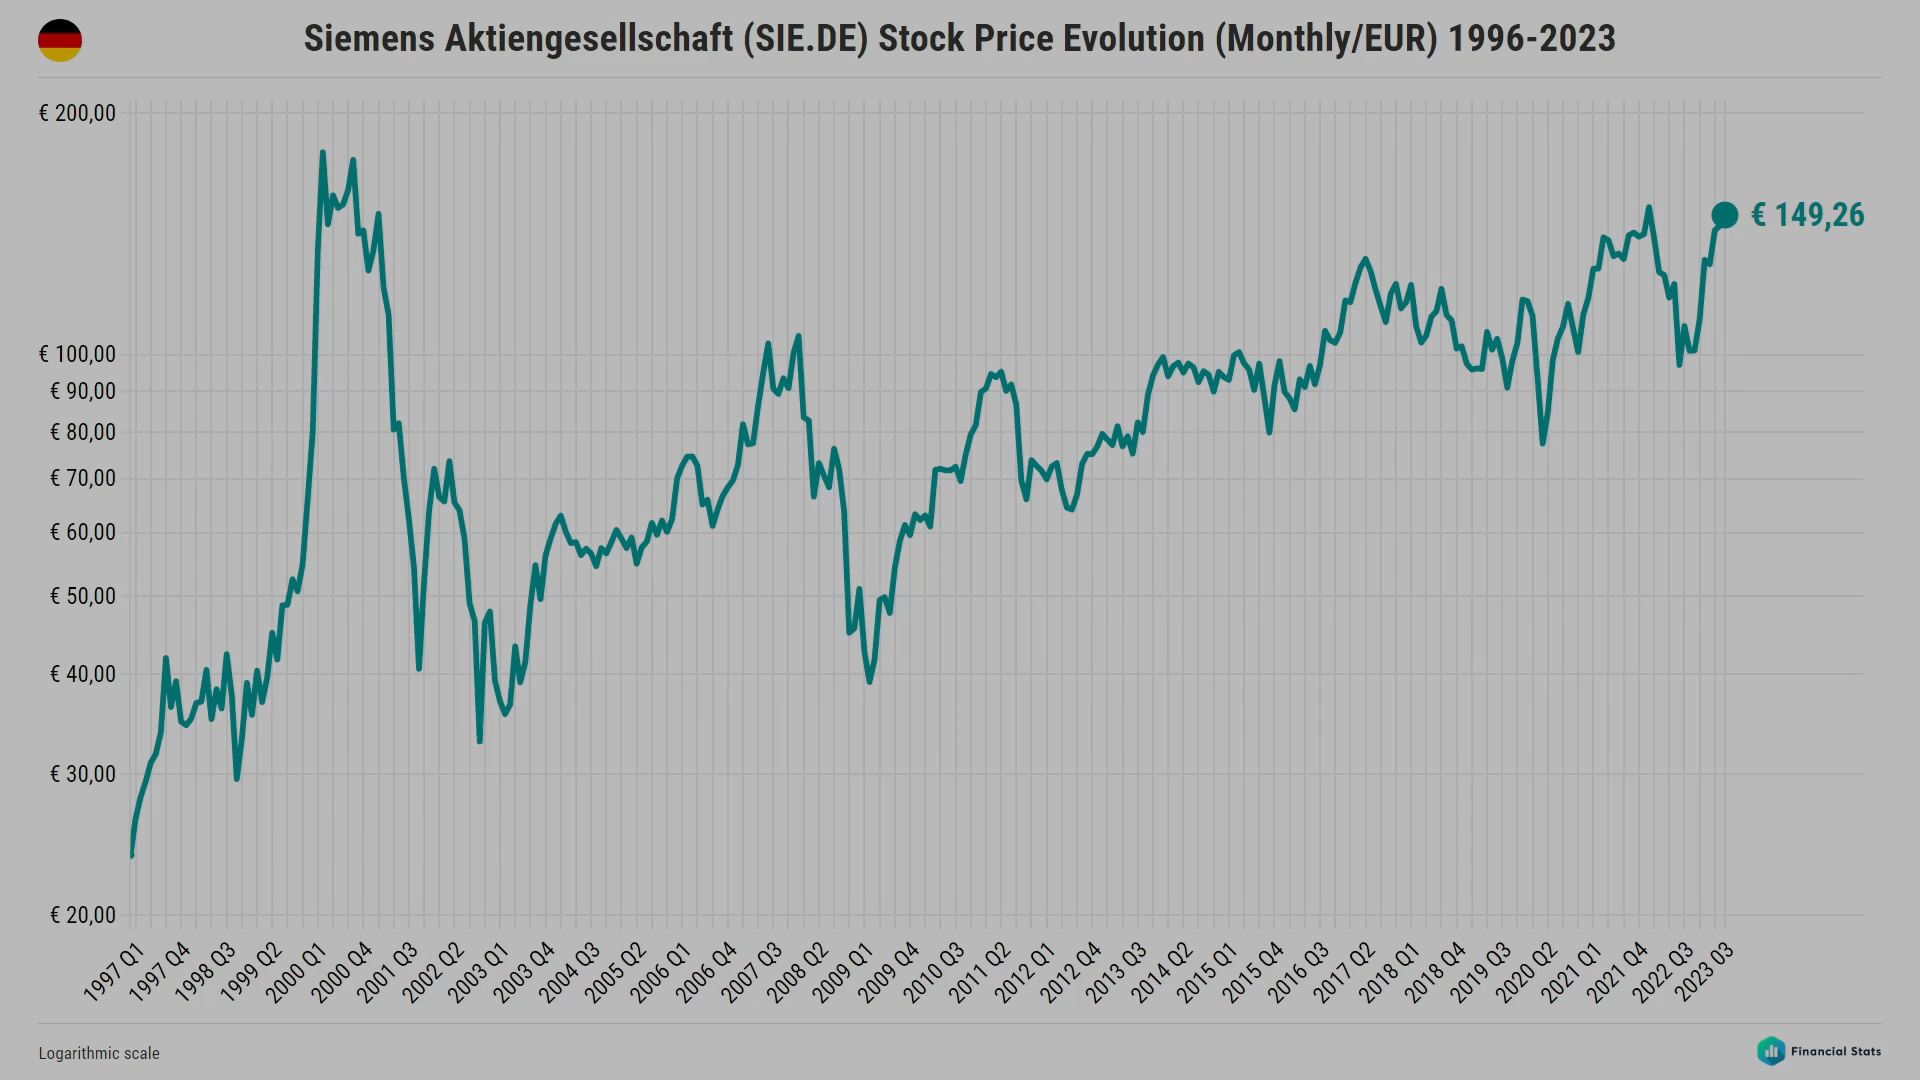 Siemens Aktiengesellschaft (SIE.DE) Stock Price Evolution (Monthly/EUR) 1996-2023
€ 200,00
€ 149,26
€ 100,00
€ 90,00
€ 80,00
€ 70,00
€ 60,00
€ 50,00
€ 40,00
€ 30,00
€ 20,00
1997 Q1
1997 Q4
1998 Q3
1999 Q2
2000 Q1
2000 Q4
2001 Q3
2002 Q2
2003 Q1
2003 Q4
2004 Q3
2005 Q2
2006 Q1
2006 Q4
2007 Q3
2008 Q2
2009 Q1
2009 Q4
2010 Q3
2011 Q2
2012 Q1
2012 Q4
2013 Q3
2014 Q2
2015 Q1
2015 Q4
2016 Q3
2017 Q2
2018 Q1
2018 Q4
2019 Q3
2020 Q2
2021 Q1
2021 Q4
2022 Q3
2023 03
Logarithmic scale
Financial Stats